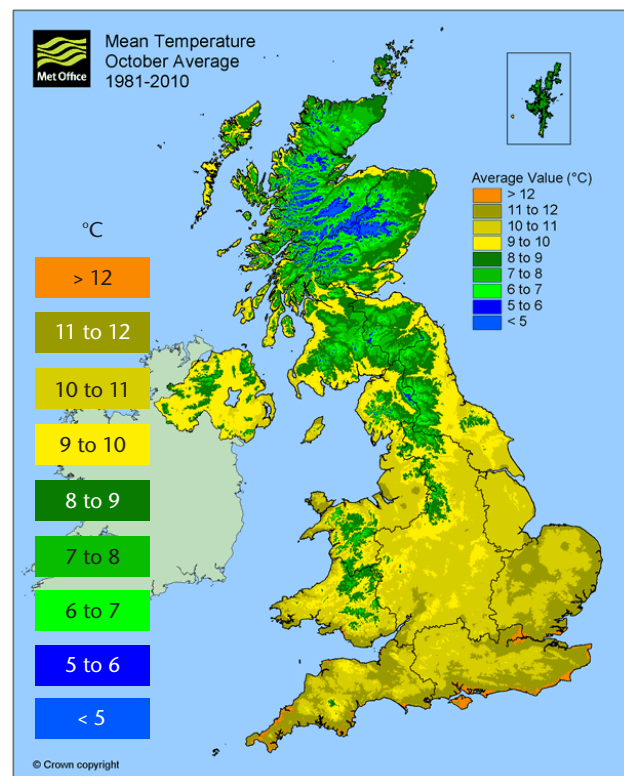 Met Office
Mean Temperature
October Average
1981-2010
Average Value (°C)
> 12
11 to 12
10 to 11
9 to 10
8 to 9
7 to 8
6 to 7
5 to 6
< 5
°C
> 12
11 to 12
10 to 11
9 to 10
8 to 9
7 to 8
6 to 7
5 to 6
< 5
© Crown copyright